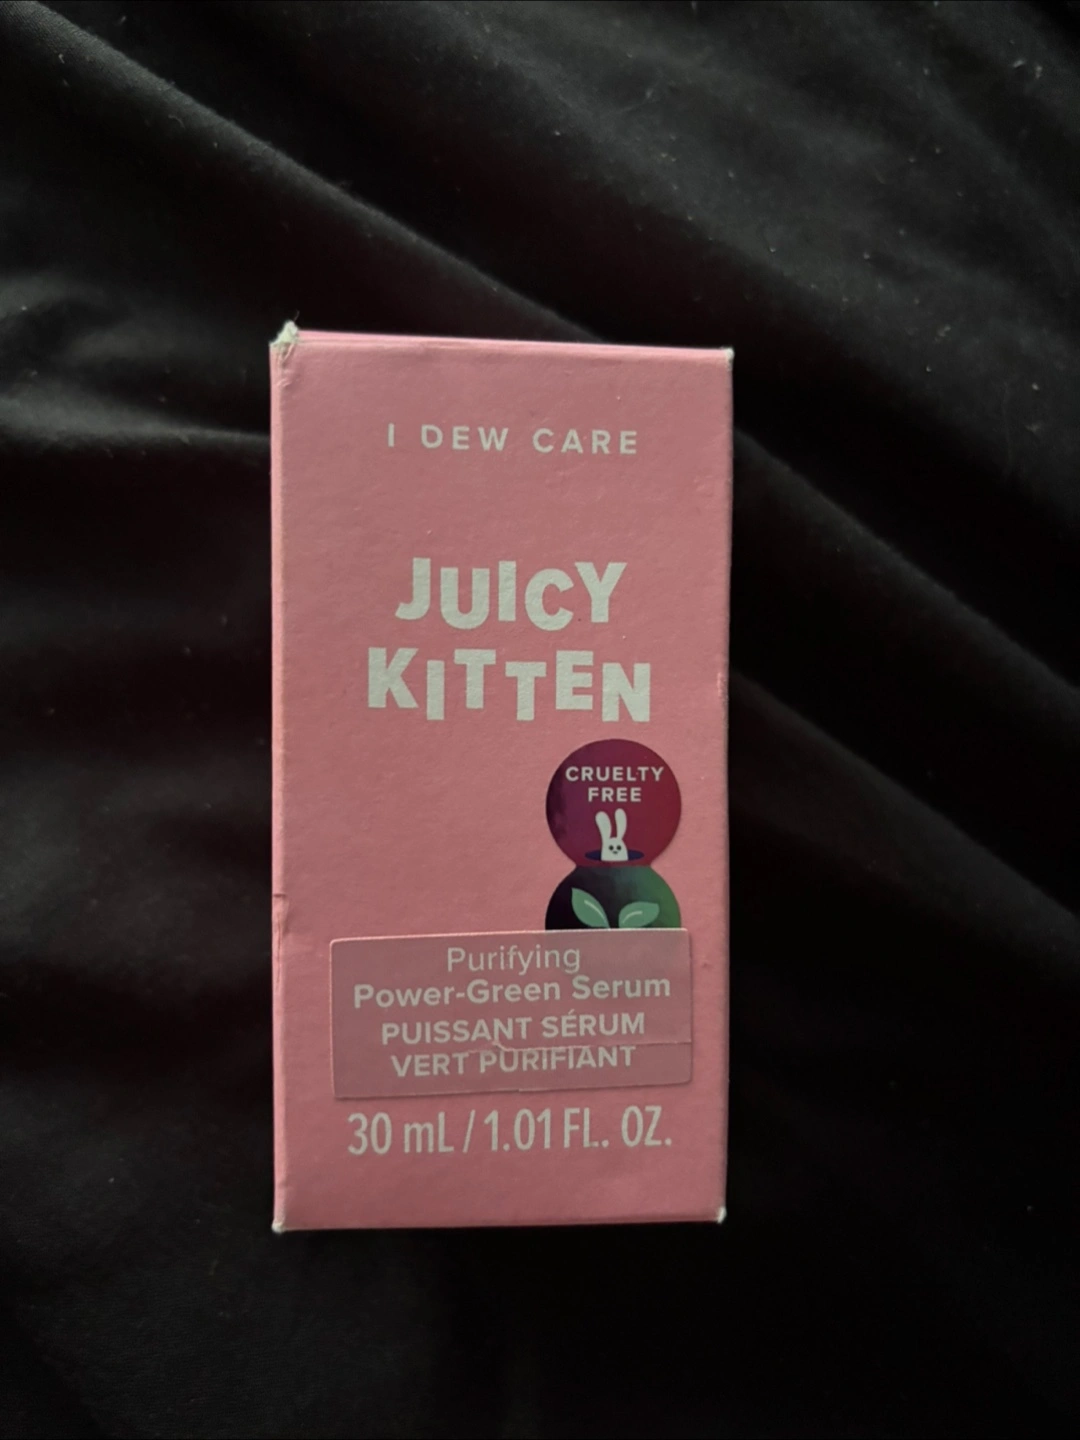 I DEW CARE
JUICY
KITTEN
CRUELTY
FREE
Purifying
Power-Green Serum
PUISSANT SÉRUM
VERT PURIFIANT
30 mL / 1.01 FL.. OZ.